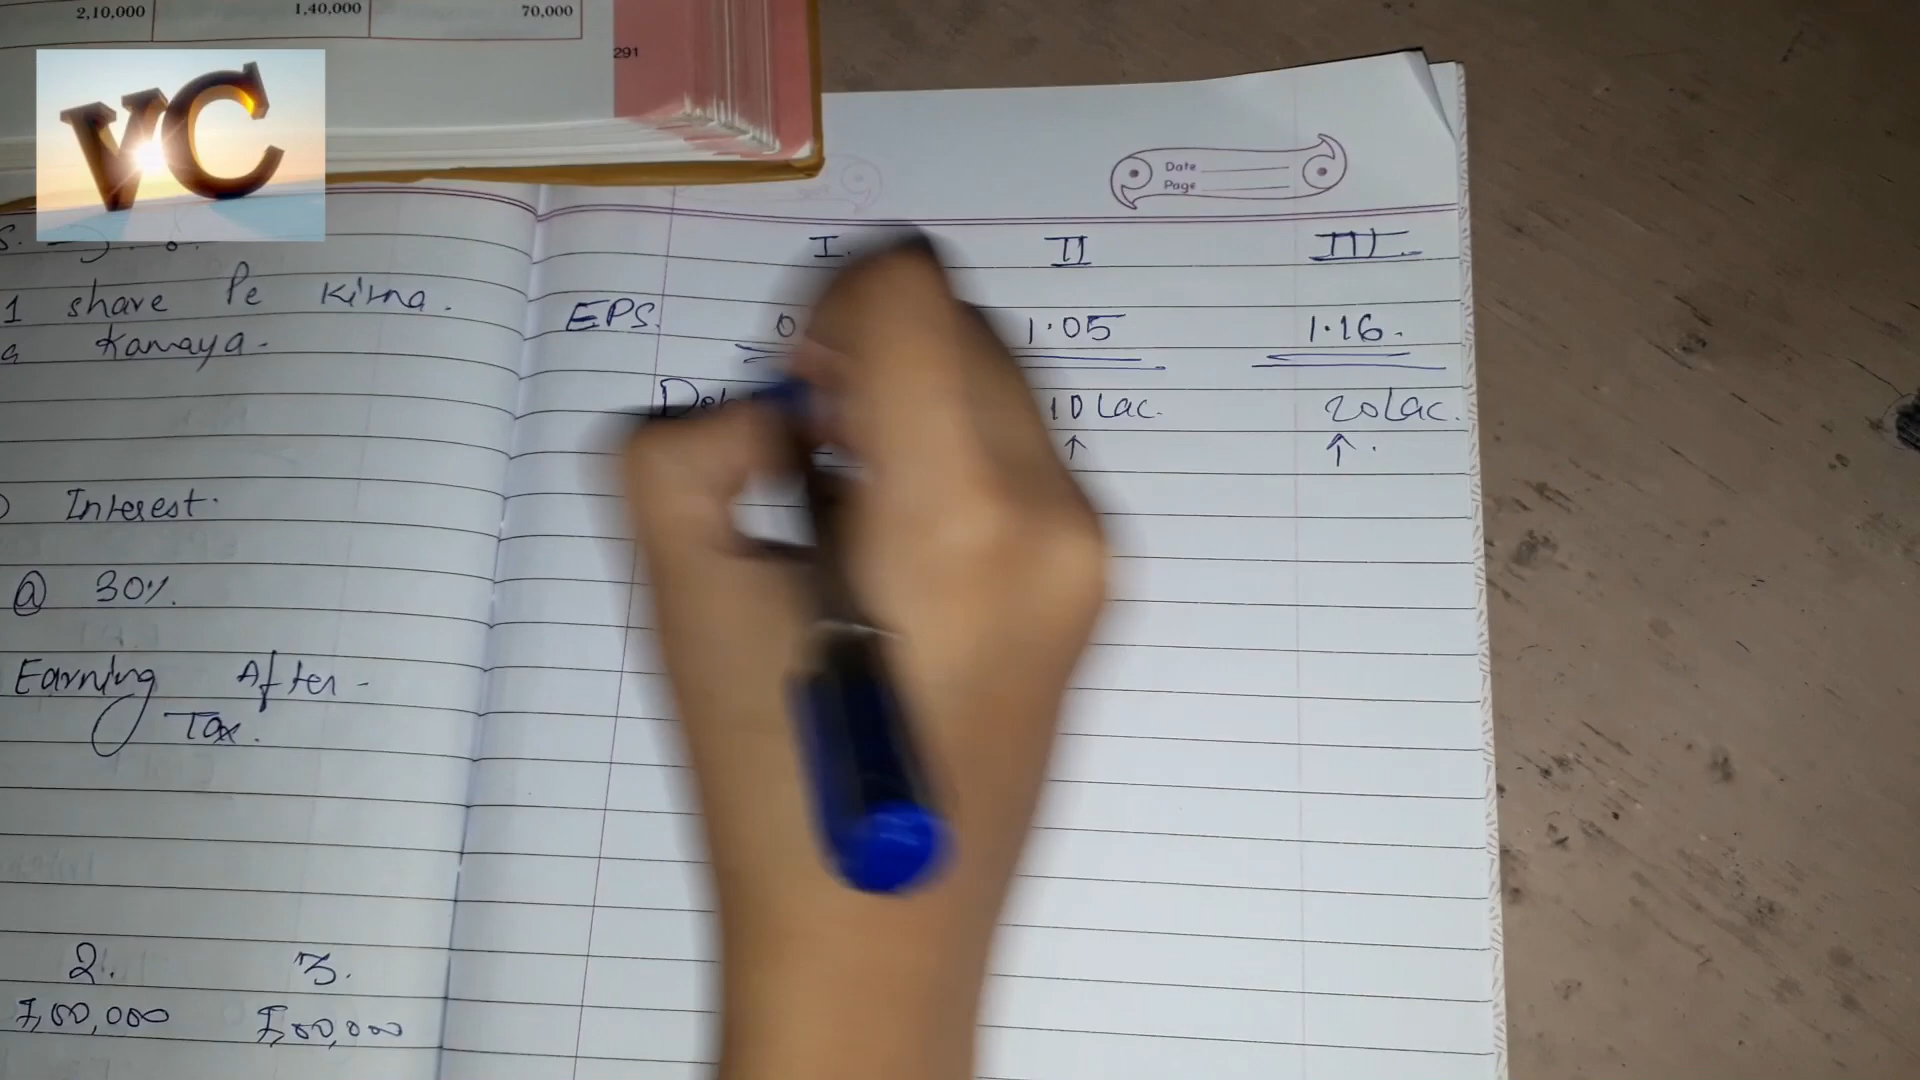 2,10,000 1,40,000 70,000
291
VC
Date
Page
1 share Pe Kitna.
Kamaya.
Interest.
@ 30%.
Earning After-
Tax.
2. 3.
7,00,000 7,00,000
I. II III
EPS. 0 1.05 1.16.
10 Lac. 20 Lac.
↑ ↑